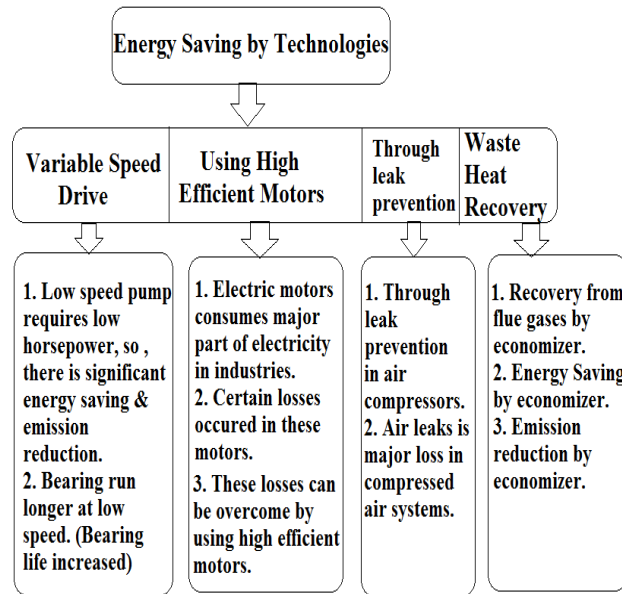 Energy Saving by Technologies
Variable Speed
Drive
Using High
Efficient Motors
Through
leak
prevention
Waste
Heat
Recovery
1. Low speed pump
requires low
horsepower, so ,
there is significant
energy saving &
emission
reduction.
2. Bearing run
longer at low
speed. (Bearing
life increased)
1. Electric motors
consumes major
part of electricity
in industries.
2. Certain losses
occured in these
motors.
3. These losses can
be overcome by
using high efficient
motors.
1. Through
leak
prevention
in air
compressors.
2. Air leaks is
major loss in
compressed
air systems.
1. Recovery from
flue gases by
economizer.
2. Energy Saving
by economizer.
3. Emission
reduction by
economizer.